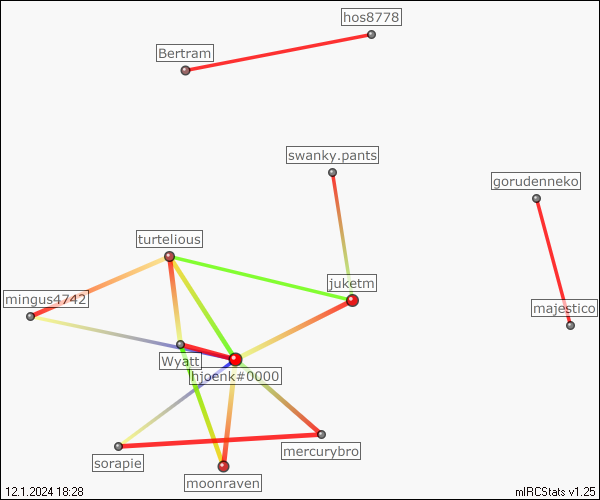 hos8778
Bertram
swanky.pants
gorudenneko
turtelious
juketm
mingus4742
majestico
Wyatt
hjoenk#0000
mercurybro
sorapie
moonraven
12.1.2024 18:28
mIRCStats v1.25